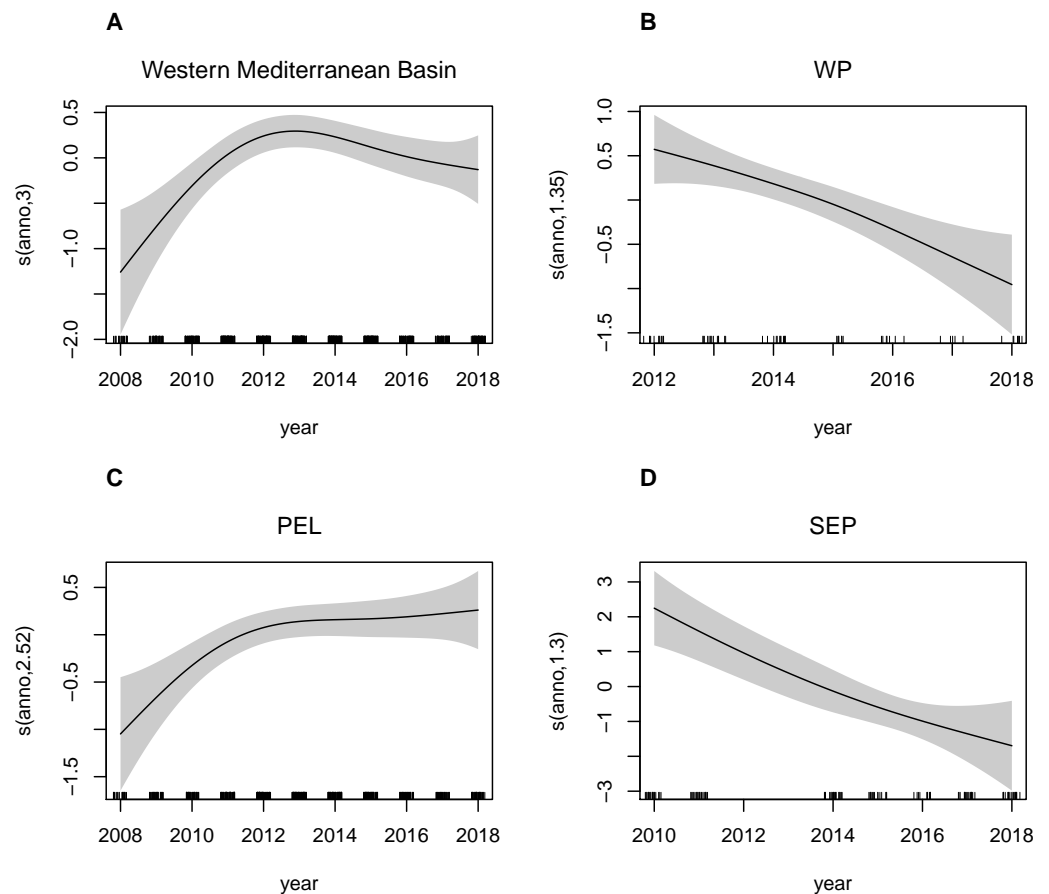 A
Western Mediterranean Basin
s(anno,3)
0.5
0.0
−1.0
−2.0
2008 2010 2012 2014 2016 2018
year
B
WP
s(anno,1.35)
1.0
0.5
−0.5
−1.5
2012 2014 2016 2018
year
C
PEL
s(anno,2.52)
0.5
−0.5
−1.5
2008 2010 2012 2014 2016 2018
year
D
SEP
s(anno,1.3)
3
2
0
−1
−3
2010 2012 2014 2016 2018
year